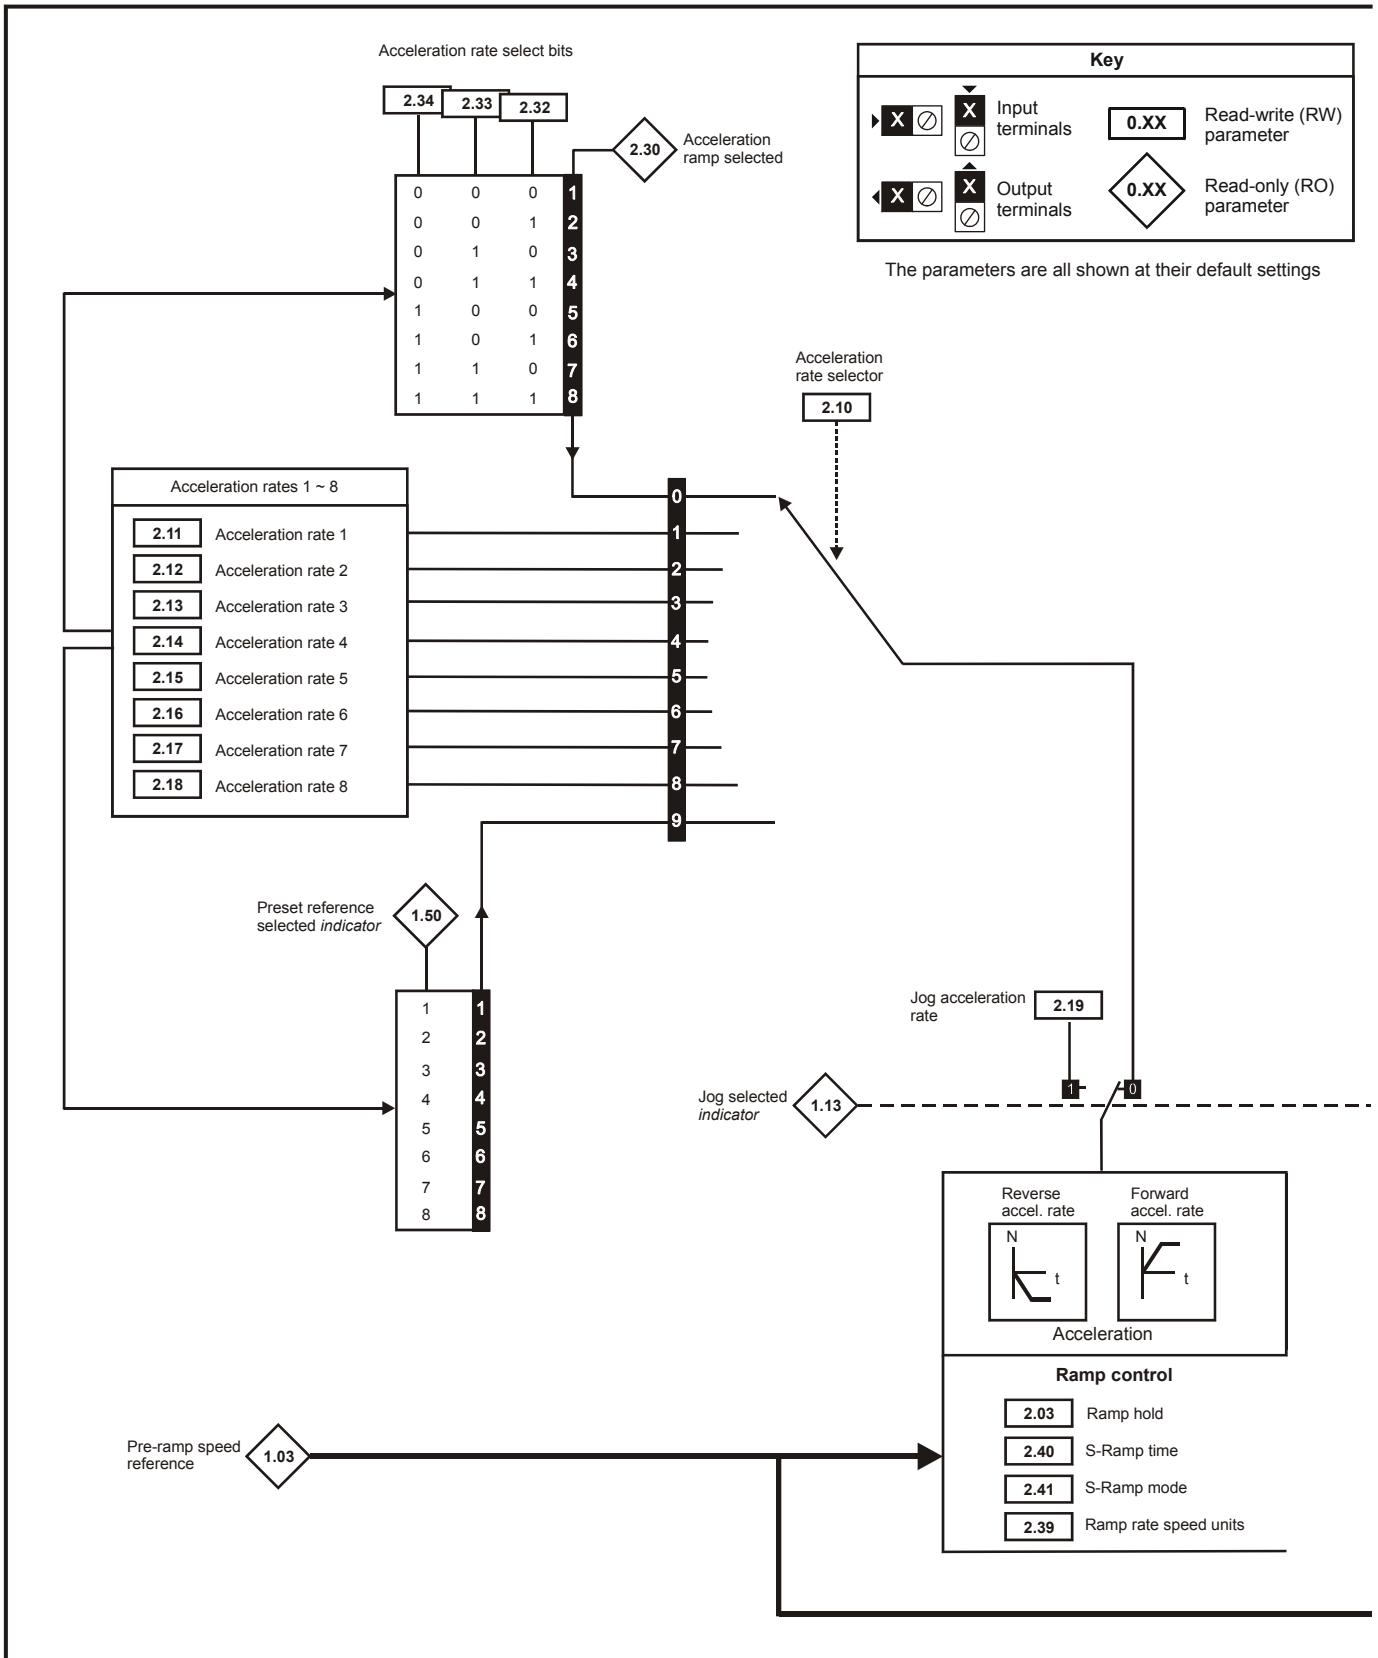 Acceleration rate select bits
2.34 2.33 2.32
2.30
Acceleration
ramp selected
0 0 0 1
0 0 1 2
0 1 0 3
0 1 1 4
1 0 0 5
1 0 1 6
1 1 0 7
1 1 1 8
Key
X
X
Input
terminals
0.XX
Read-write (RW)
parameter
X
X
Output
terminals
0.XX
Read-only (RO)
parameter
The parameters are all shown at their default settings
Acceleration
rate selector
2.10
Acceleration rates 1 ~ 8
2.11 Acceleration rate 1
2.12 Acceleration rate 2
2.13 Acceleration rate 3
2.14 Acceleration rate 4
2.15 Acceleration rate 5
2.16 Acceleration rate 6
2.17 Acceleration rate 7
2.18 Acceleration rate 8
0
1
2
3
4
5
6
7
8
9
Preset reference
selected indicator
1.50
1 1
2 2
3 3
4 4
5 5
6 6
7 7
8 8
Jog acceleration
rate
2.19
1 0
Jog selected
indicator
1.13
Reverse
accel. rate
N
t
Forward
accel. rate
N
t
Acceleration
Ramp control
2.03 Ramp hold
2.40 S-Ramp time
2.41 S-Ramp mode
2.39 Ramp rate speed units
Pre-ramp speed
reference
1.03